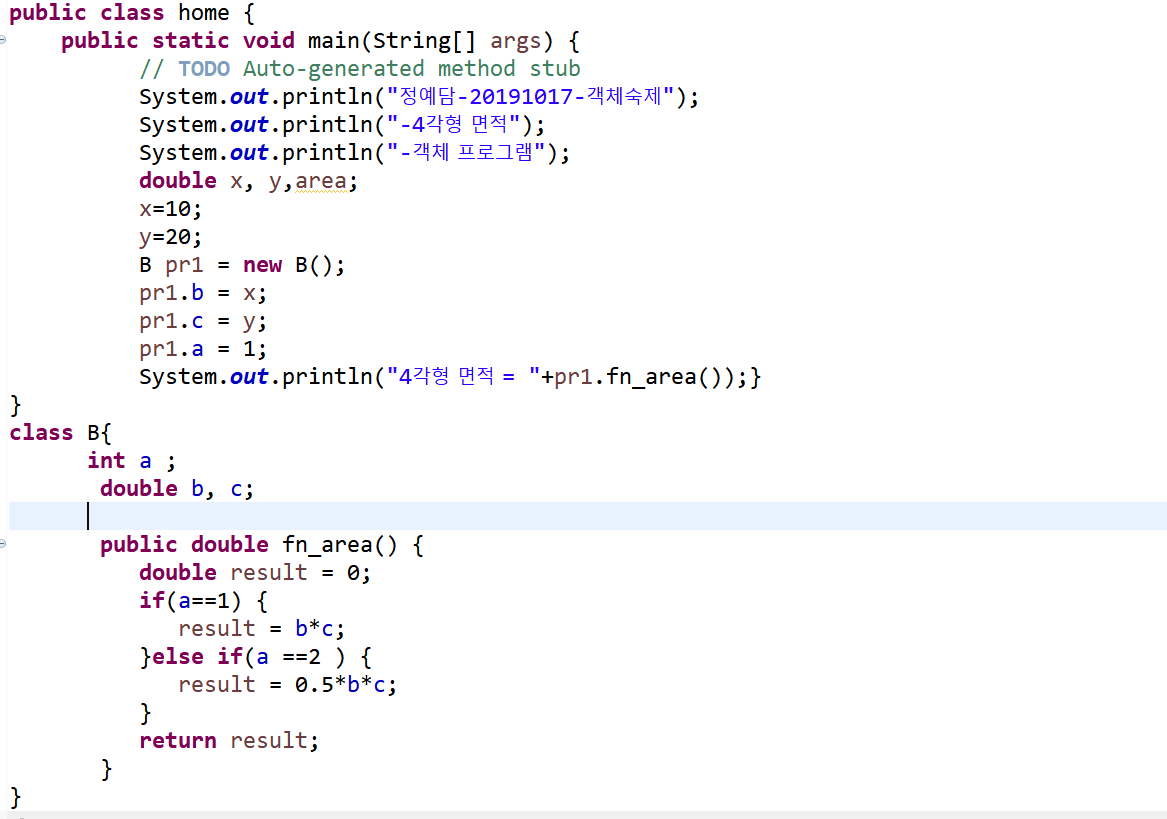 public class home {
    public static void main(String[] args) {
          // TODO Auto-generated method stub
          System.out.println("정예담-20191017-객체숙제");
          System.out.println("-4각형 면적");
          System.out.println("-객체 프로그램");
          double x, y,area;
          x=10;
          y=20;
          B pr1 = new B();
          pr1.b = x;
          pr1.c = y;
          pr1.a = 1;
          System.out.println("4각형 면적 = "+pr1.fn_area());}
}
class B{
      int a ;
       double b, c;
       public double fn_area() {
          double result = 0;
          if(a==1) {
             result = b*c;
          }else if(a ==2 ) {
             result = 0.5*b*c;
          }
          return result;
       }
}